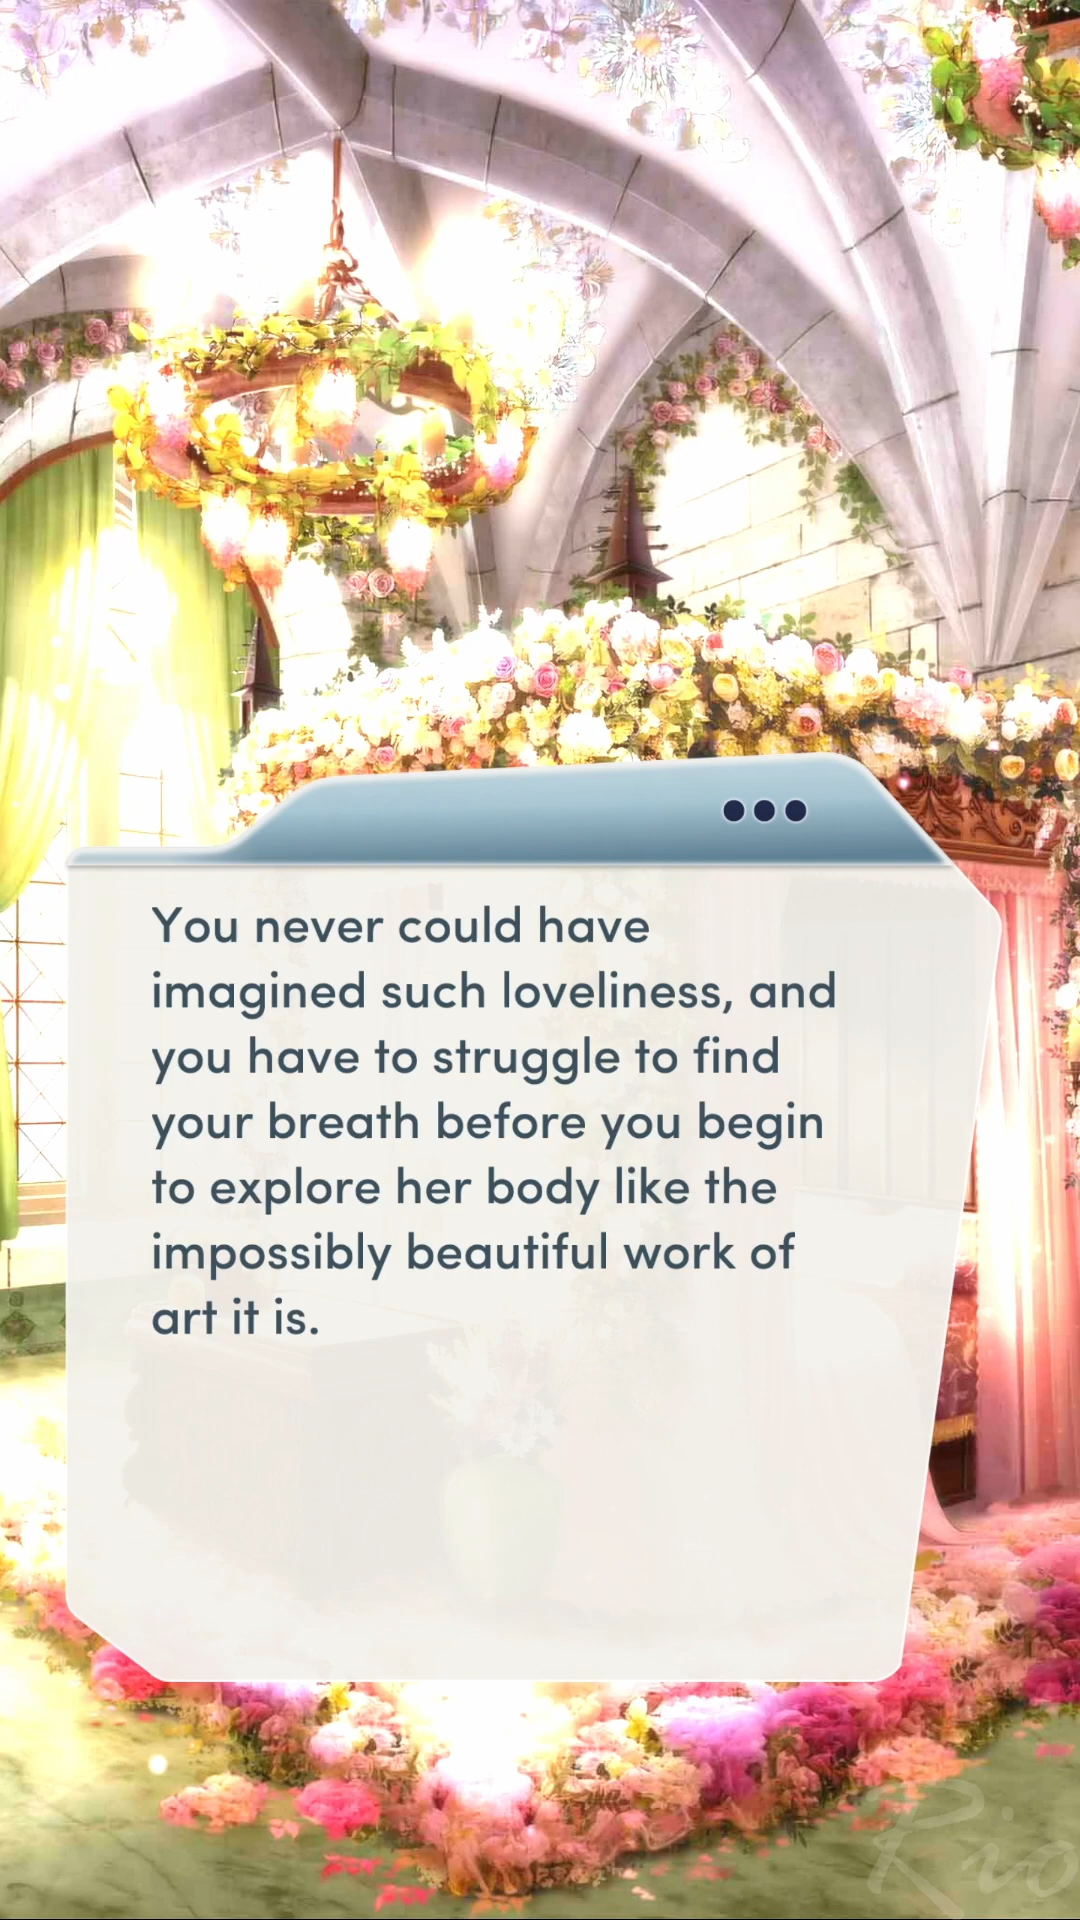 You never could have
imagined such loveliness, and
you have to struggle to find
your breath before you begin
to explore her body like the
impossibly beautiful work of
art it is.
Rio